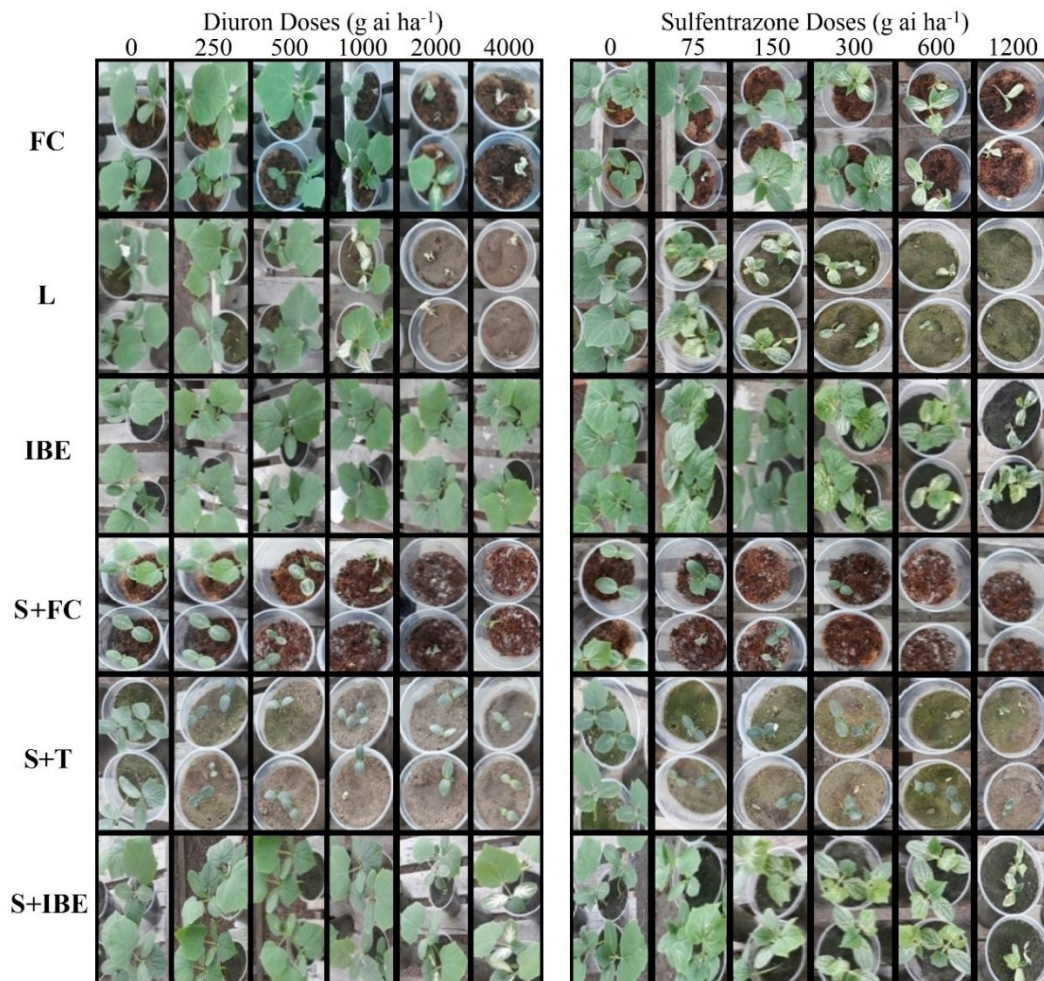 Diuron Doses (g ai ha⁻¹)
0 250 500 1000 2000 4000
Sulfentrazone Doses (g ai ha⁻¹)
0 75 150 300 600 1200
FC
L
IBE
S+FC
S+T
S+IBE